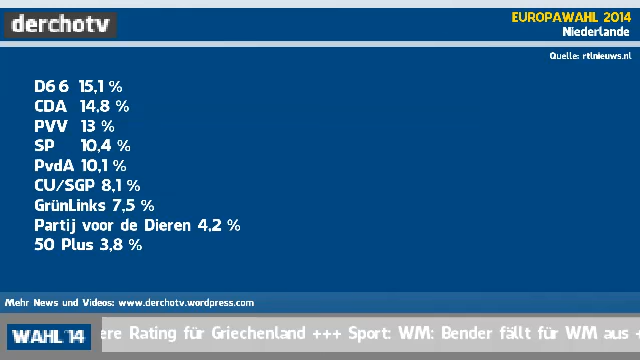 derchotv
EUROPAWAHL 2014
Niederlande
Quelle: rtlnieuws.nl
D66 15,1 %
CDA 14,8 %
PVV 13 %
SP 10,4 %
PvdA 10,1 %
CU/SGP 8,1 %
GrünLinks 7,5 %
Partij voor de Dieren 4,2 %
50 Plus 3,8 %
Mehr News und Videos: www.derchotv.wordpress.com
WAHL 14 Rating für Griechenland +++ Sport: WM: Bender fällt für WM aus +